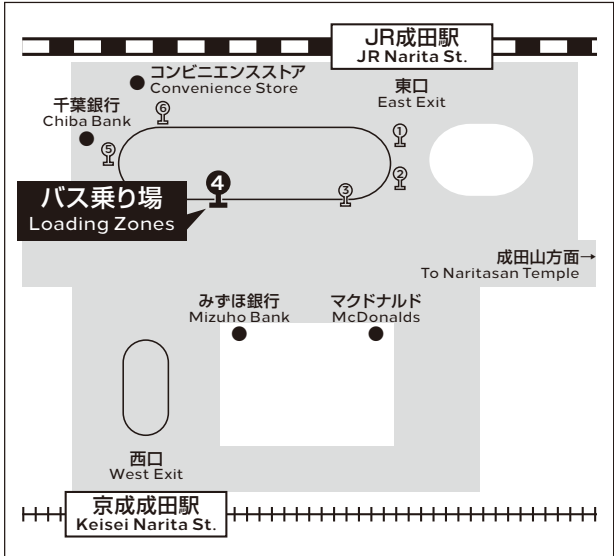 JR成田駅
JR Narita St.
コンビニエンスストア
Convenience Store
東口
East Exit
千葉銀行
Chiba Bank
⑥
①
⑤
②
③
4
バス乗り場
Loading Zones
成田山方面→
To Naritasan Temple
みずほ銀行
Mizuho Bank
マクドナルド
McDonalds
西口
West Exit
京成成田駅
Keisei Narita St.